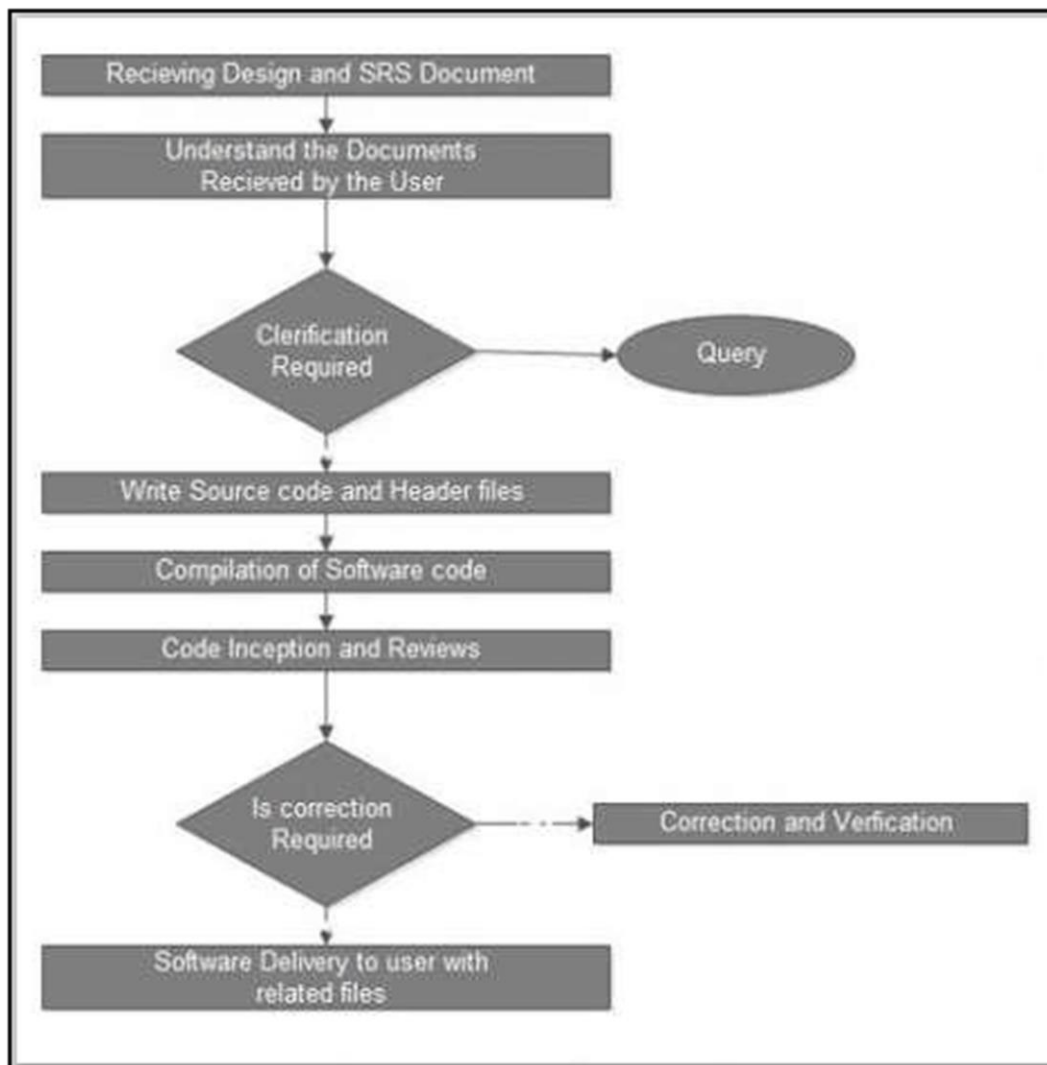 Recieving Design and SRS Document
Understand the Documents
Recieved by the User
Clerification
Required
Query
Write Source code and Header files
Compilation of Software code
Code Inception and Reviews
Is correction
Required
Correction and Verfication
Software Delivery to user with
related files